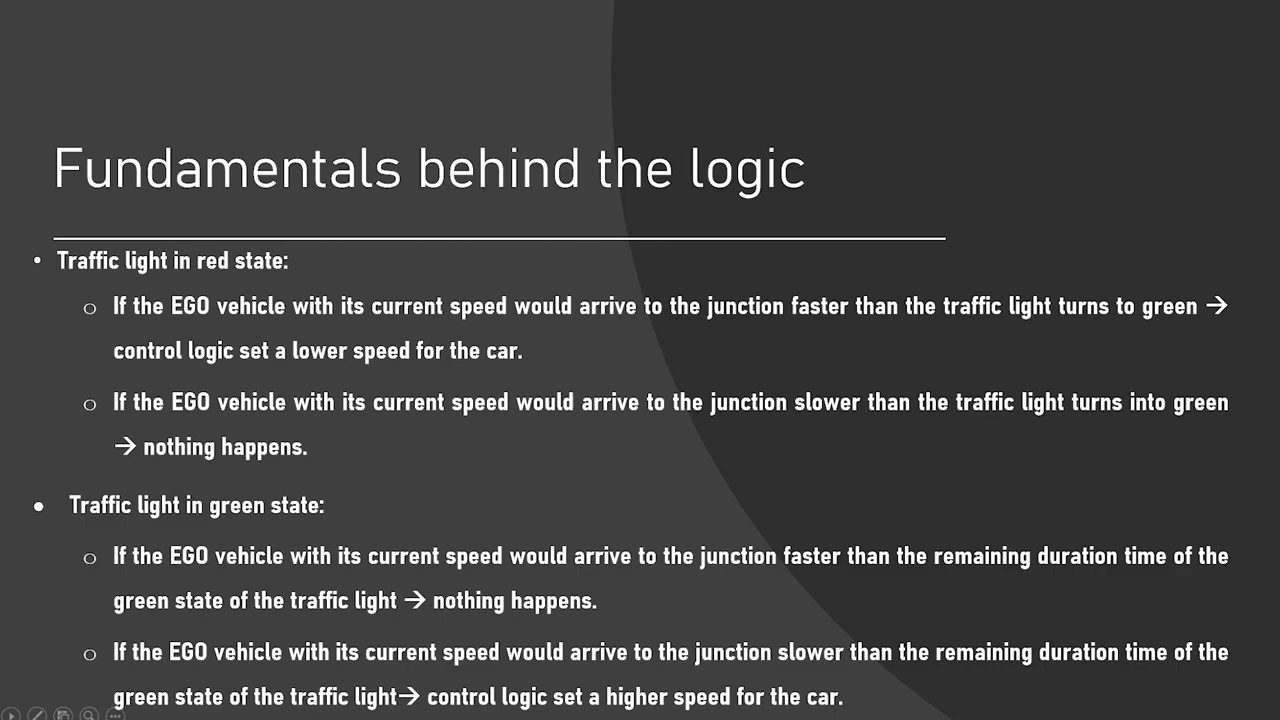 Fundamentals behind the logic
• Traffic light in red state:
o If the EGO vehicle with its current speed would arrive to the junction faster than the traffic light turns to green →
control logic set a lower speed for the car.
o If the EGO vehicle with its current speed would arrive to the junction slower than the traffic light turns into green
→ nothing happens.
• Traffic light in green state:
o If the EGO vehicle with its current speed would arrive to the junction faster than the remaining duration time of the
green state of the traffic light → nothing happens.
o If the EGO vehicle with its current speed would arrive to the junction slower than the remaining duration time of the
green state of the traffic light→ control logic set a higher speed for the car.